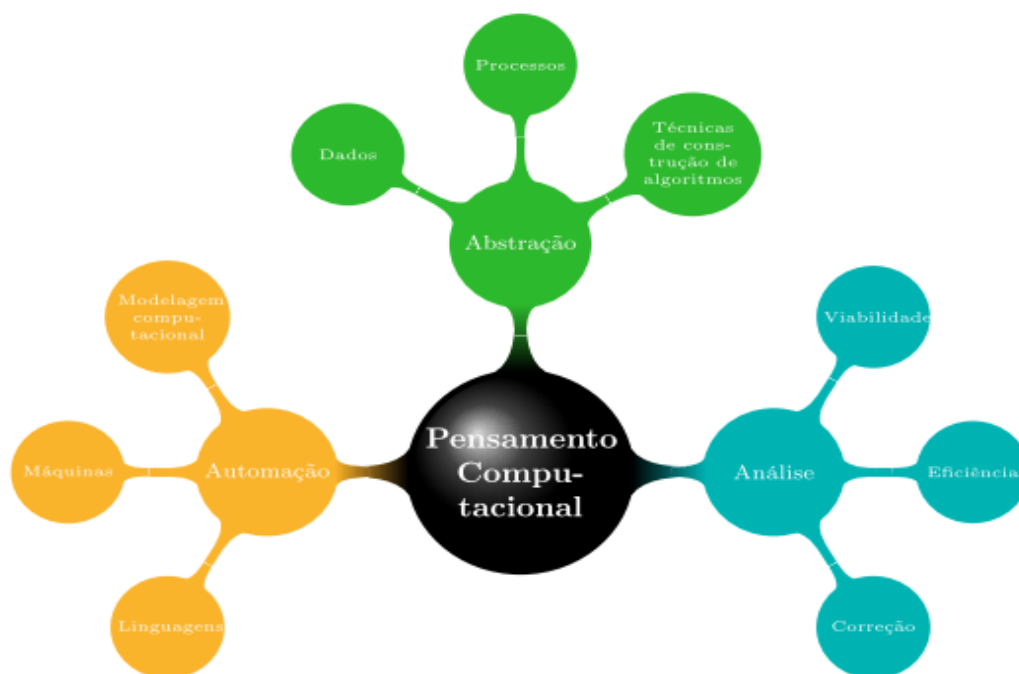 Processos
Dados
Técnicas
de cons-
trução de
algoritmos
Abstração
Modelagem
compu-
tacional
Viabilidade
Pensamento
Compu-
tacional
Máquinas
Automação
Análise
Eficiência
Linguagens
Correção